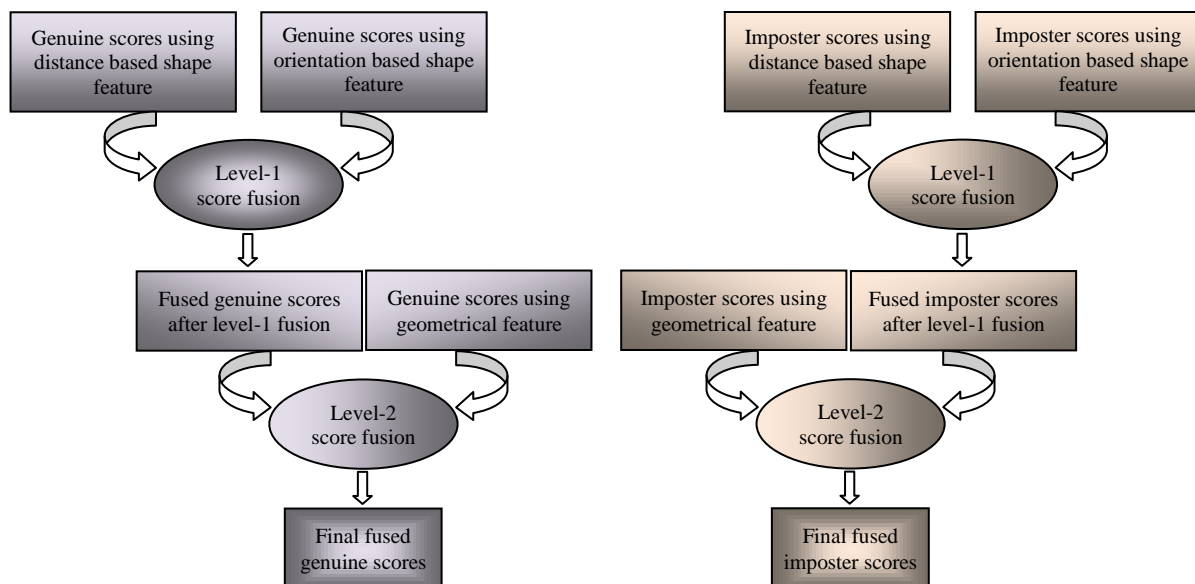 Genuine scores using
distance based shape
feature
Genuine scores using
orientation based shape
feature
Imposter scores using
distance based shape
feature
Imposter scores using
orientation based shape
feature
Level-1
score fusion
Level-1
score fusion
Fused genuine scores
after level-1 fusion
Genuine scores using
geometrical feature
Imposter scores using
geometrical feature
Fused imposter scores
after level-1 fusion
Level-2
score fusion
Level-2
score fusion
Final fused
genuine scores
Final fused
imposter scores